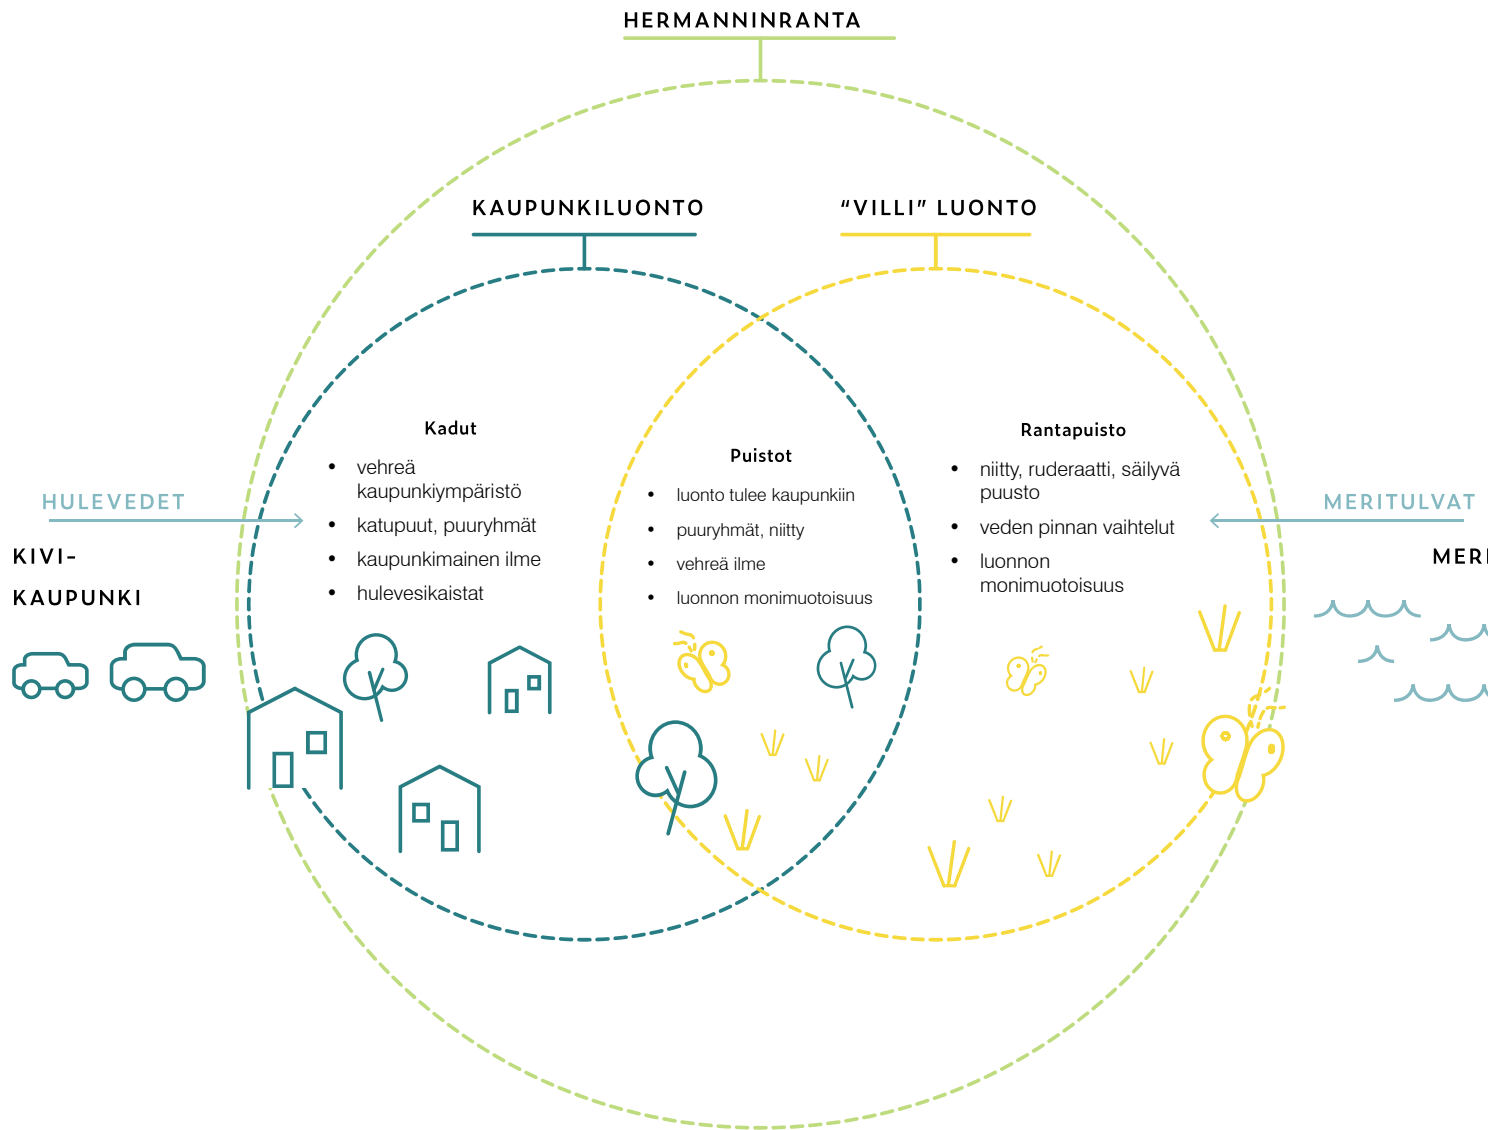 HERMANNINRANTA
KAUPUNKILUONTO
“VILLI” LUONTO
HULEVEDET
KIVI-
KAUPUNKI
Kadut
• vehreä
kaupunkiympäristö
• katupuut, puuryhmät
• kaupunkimainen ilme
• hulevesikaistat
Puistot
• luonto tulee kaupunkiin
• puuryhmät, niitty
• vehreä ilme
• luonnon monimuotoisuus
Rantapuisto
• niitty, ruderaatti, säilyvä
puusto
• veden pinnan vaihtelut
• luonnon
monimuotoisuus
MERITULVAT
MERI